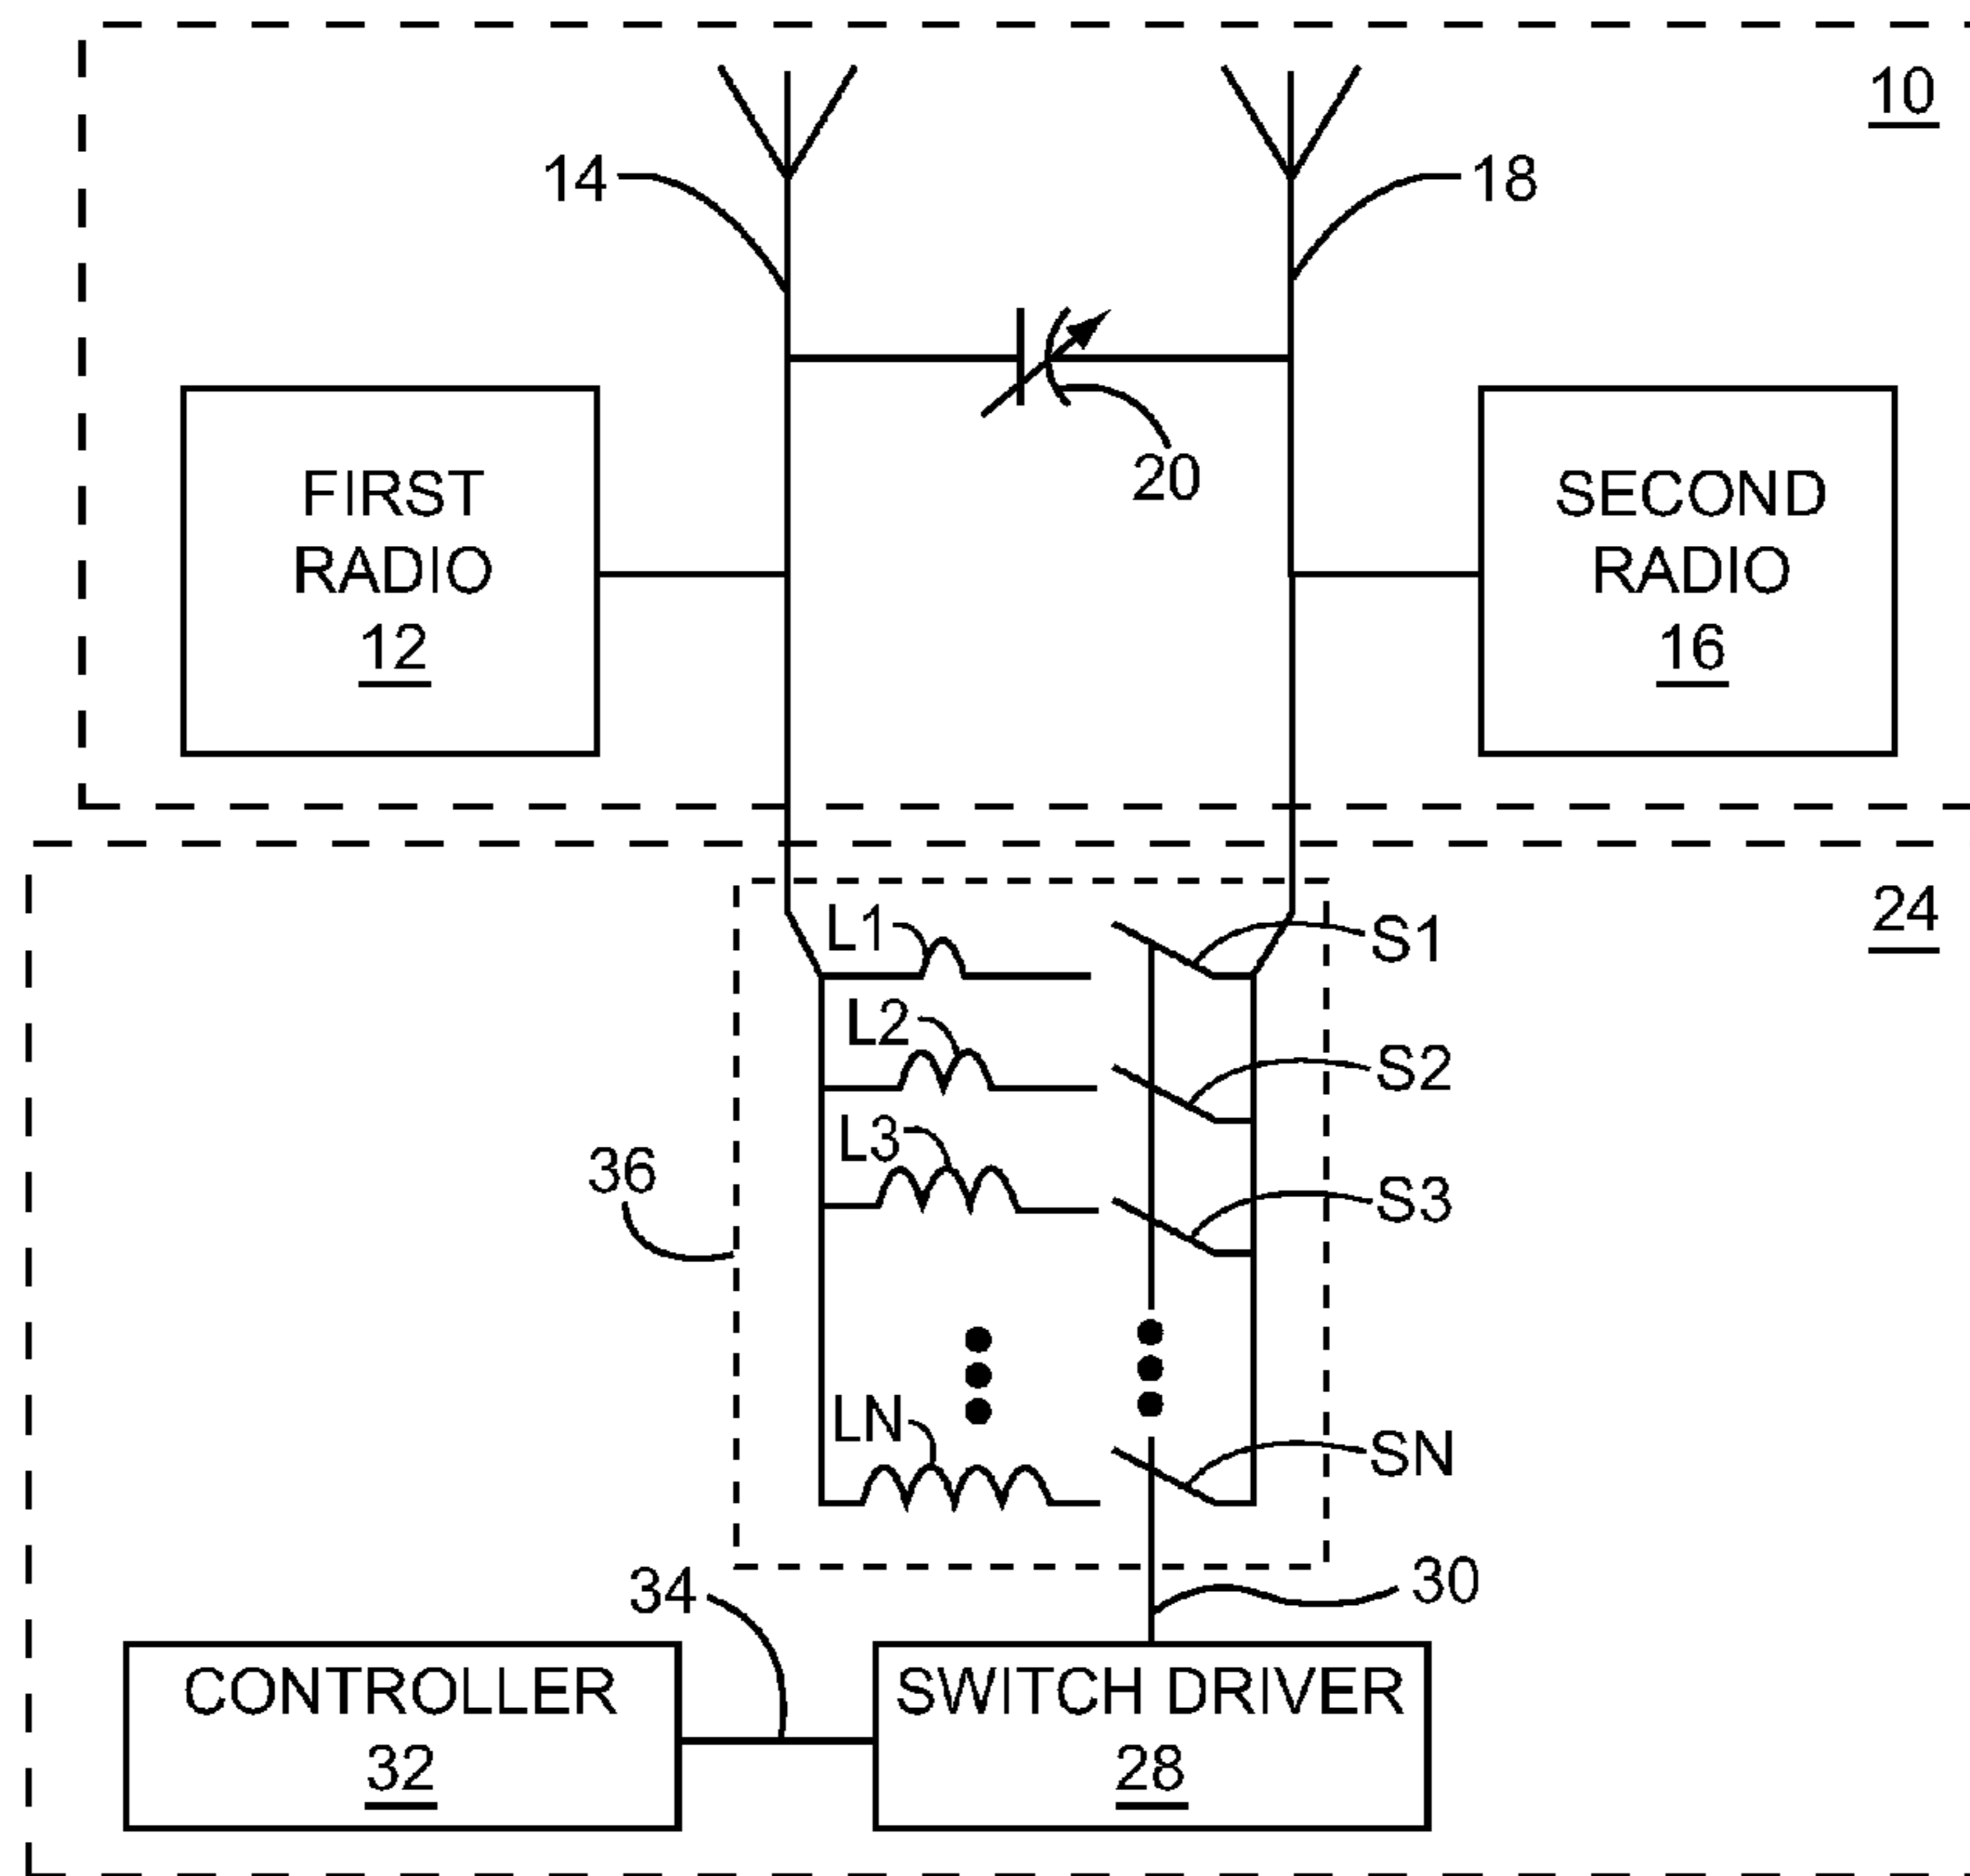 10
14
18
20
FIRST
RADIO
12
SECOND
RADIO
16
24
L1
S1
L2
S2
L3
S3
36
LN
SN
34
30
CONTROLLER
32
SWITCH DRIVER
28